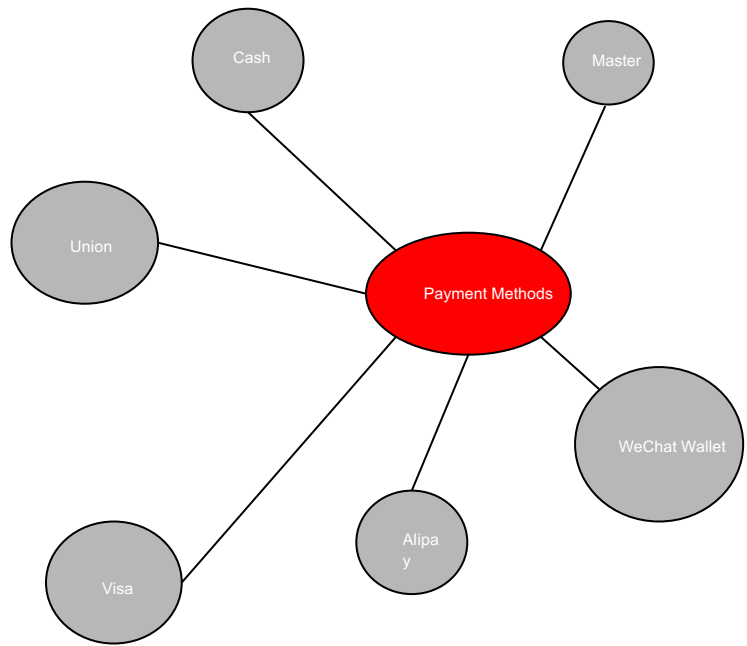 Cash
Master
Union
Payment Methods
WeChat Wallet
Alipa
y
Visa